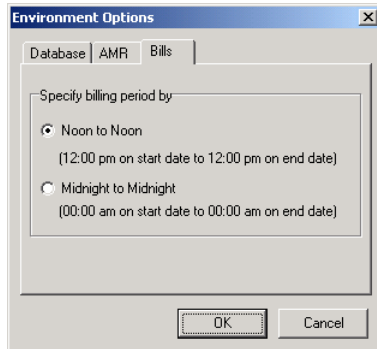 Environment Options
Database AMR Bills
Specify billing period by
Noon to Noon
(12:00 pm on start date to 12:00 pm on end date)
Midnight to Midnight
(00:00 am on start date to 00:00 am on end date)
OK Cancel